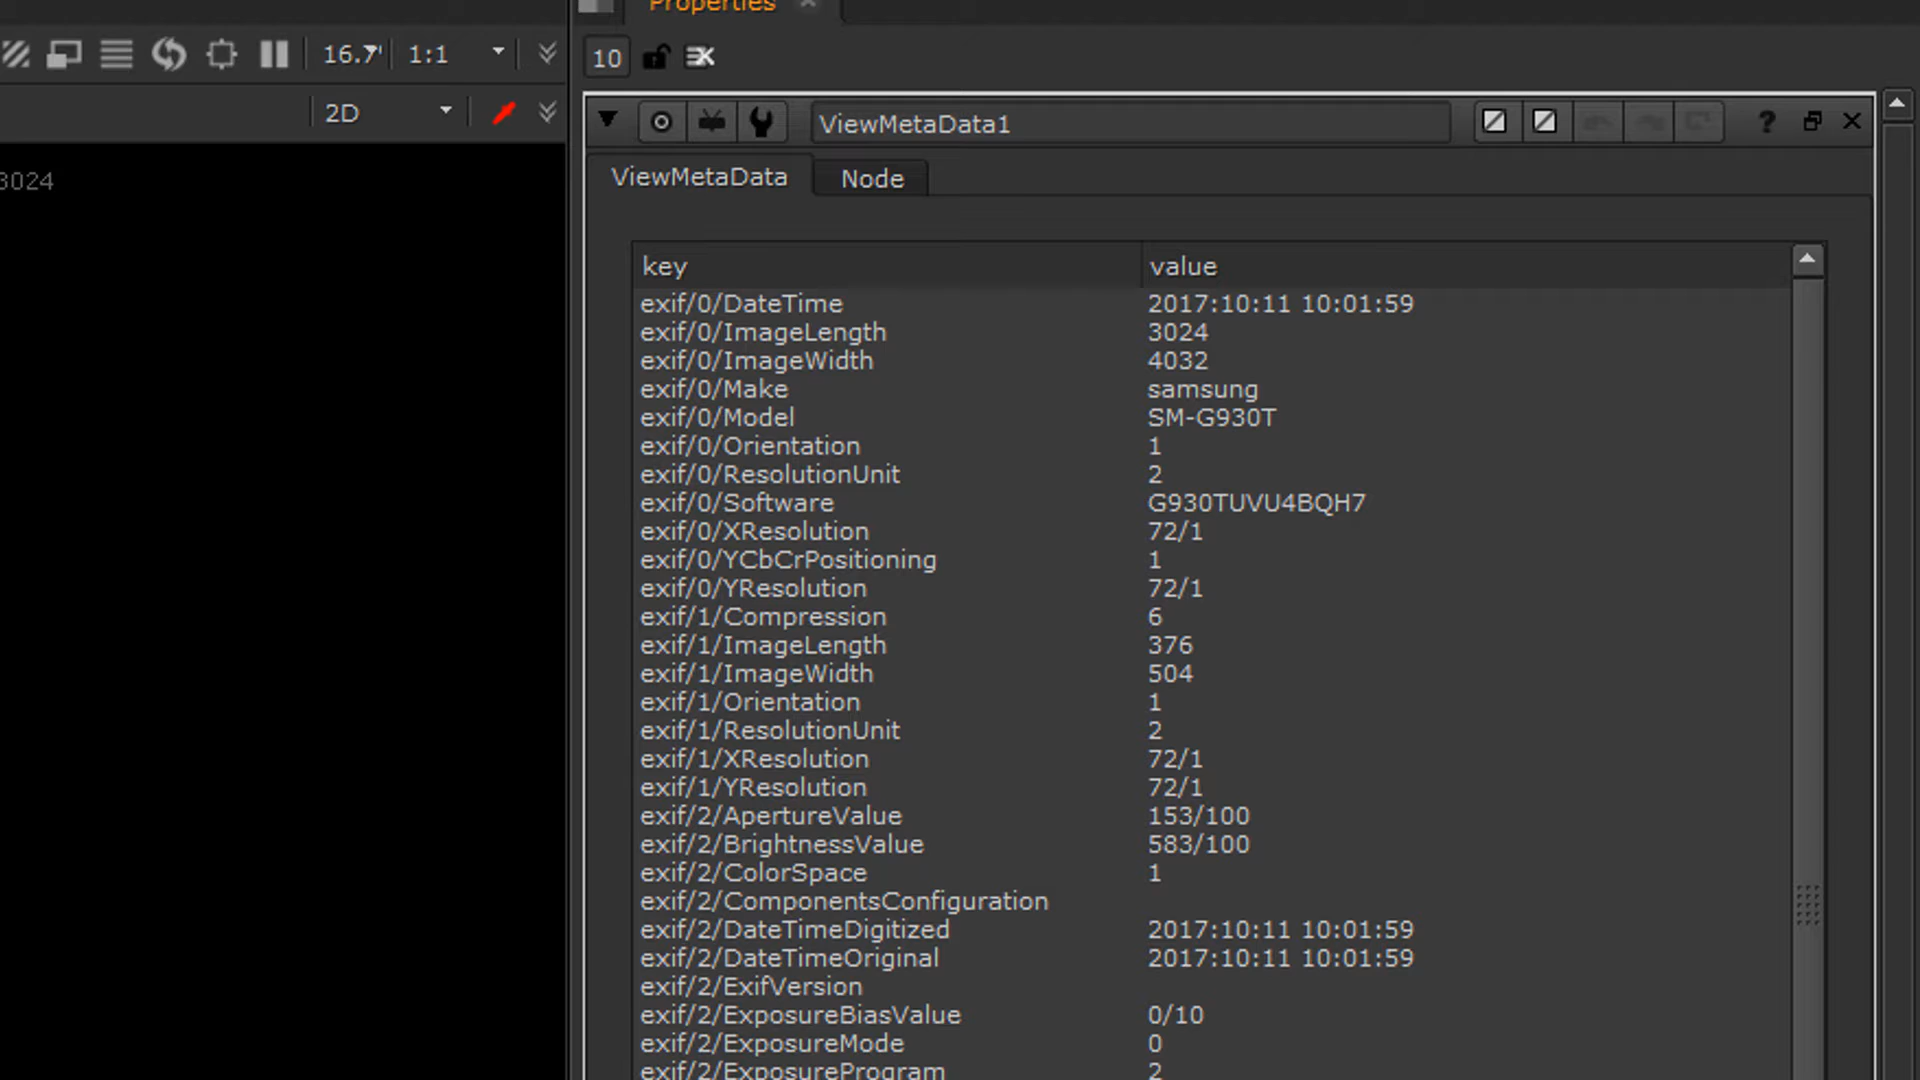 Properties
16.7 1:1
10
2D
ViewMetaData1
?
ViewMetaData Node
3024
key value
exif/0/DateTime 2017:10:11 10:01:59
exif/0/ImageLength 3024
exif/0/ImageWidth 4032
exif/0/Make samsung
exif/0/Model SM-G930T
exif/0/Orientation 1
exif/0/ResolutionUnit 2
exif/0/Software G930TUVU4BQH7
exif/0/XResolution 72/1
exif/0/YCbCrPositioning 1
exif/0/YResolution 72/1
exif/1/Compression 6
exif/1/ImageLength 376
exif/1/ImageWidth 504
exif/1/Orientation 1
exif/1/ResolutionUnit 2
exif/1/XResolution 72/1
exif/1/YResolution 72/1
exif/2/ApertureValue 153/100
exif/2/BrightnessValue 583/100
exif/2/ColorSpace 1
exif/2/ComponentsConfiguration
exif/2/DateTimeDigitized 2017:10:11 10:01:59
exif/2/DateTimeOriginal 2017:10:11 10:01:59
exif/2/ExifVersion
exif/2/ExposureBiasValue 0/10
exif/2/ExposureMode 0
exif/2/ExposureProgram 2